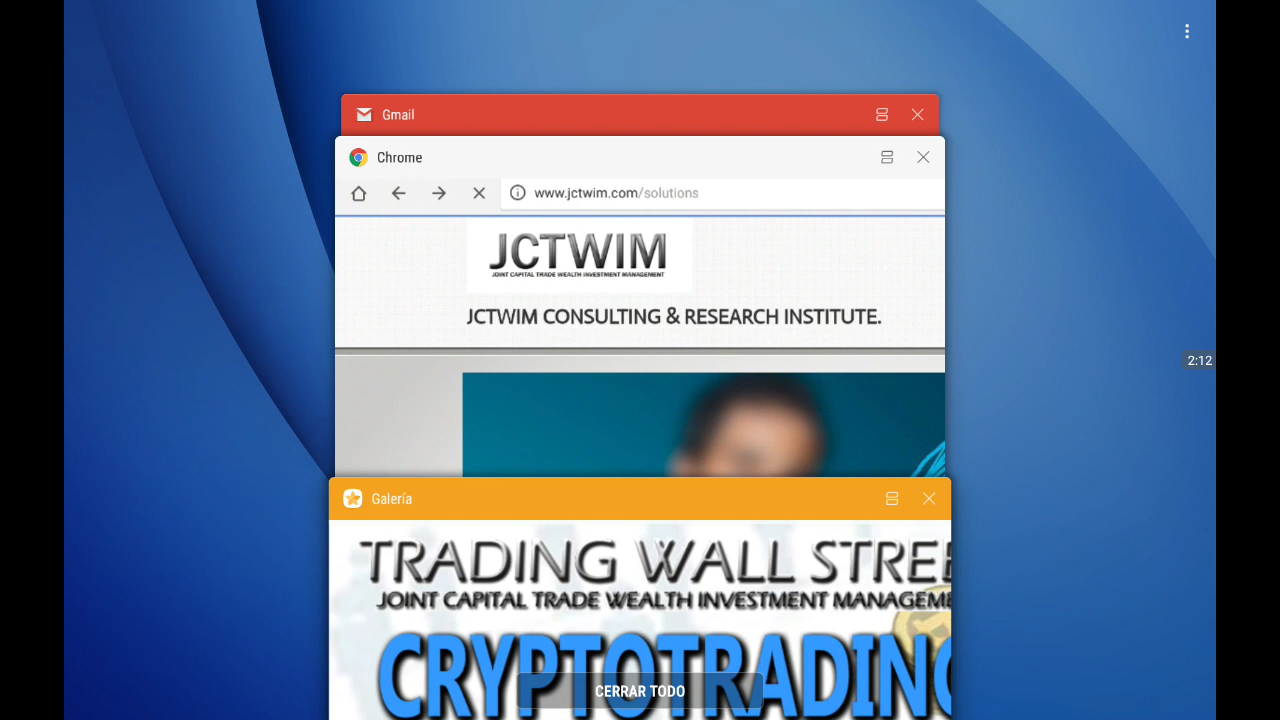 Gmail
Chrome
www.jctwim.com/solutions
JCTWIM
JOINT CAPITAL TRADE WEALTH INVESTMENT MANAGEMENT
JCTWIM CONSULTING & RESEARCH INSTITUTE.
2:12
Galería
TRADING WALL STREE
JOINT CAPITAL TRADE WEALTH INVESTMENT MANAGEME
CRYPTOTRADING
CERRAR TODO